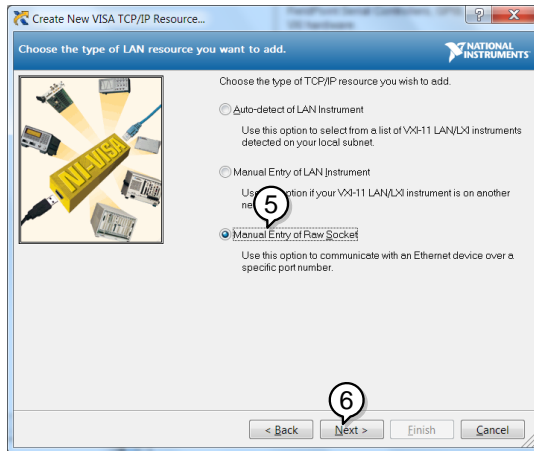 Create New VISA TCP/IP Resource...
Choose the type of LAN resource you want to add.
NATIONAL
INSTRUMENTS
Choose the type of TCP/IP resource you wish to add.
Auto-detect of LAN Instrument
Use this option to select from a list of VXI-11 LAN/LXI instruments
detected on your local subnet.
Manual Entry of LAN Instrument
option if your VXI-11 LAN/LXI instrument is on another
5
Manual Entry of Raw Socket
Use this option to communicate with an Ethernet device over a
specific port number.
NI-VISA
6
< Back
Next >
Finish
Cancel